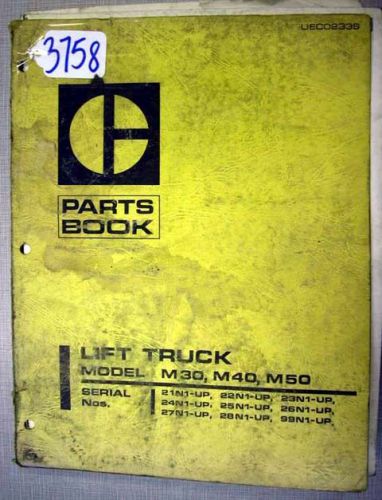 UEC0233S
3758
PARTS
BOOK
LIFT TRUCK
MODEL M30, M40, M50
SERIAL Nos. 21N1-UP, 22N1-UP, 23N1-UP,
24N1-UP, 25N1-UP, 26N1-UP,
27N1-UP, 28N1-UP, 99N1-UP,